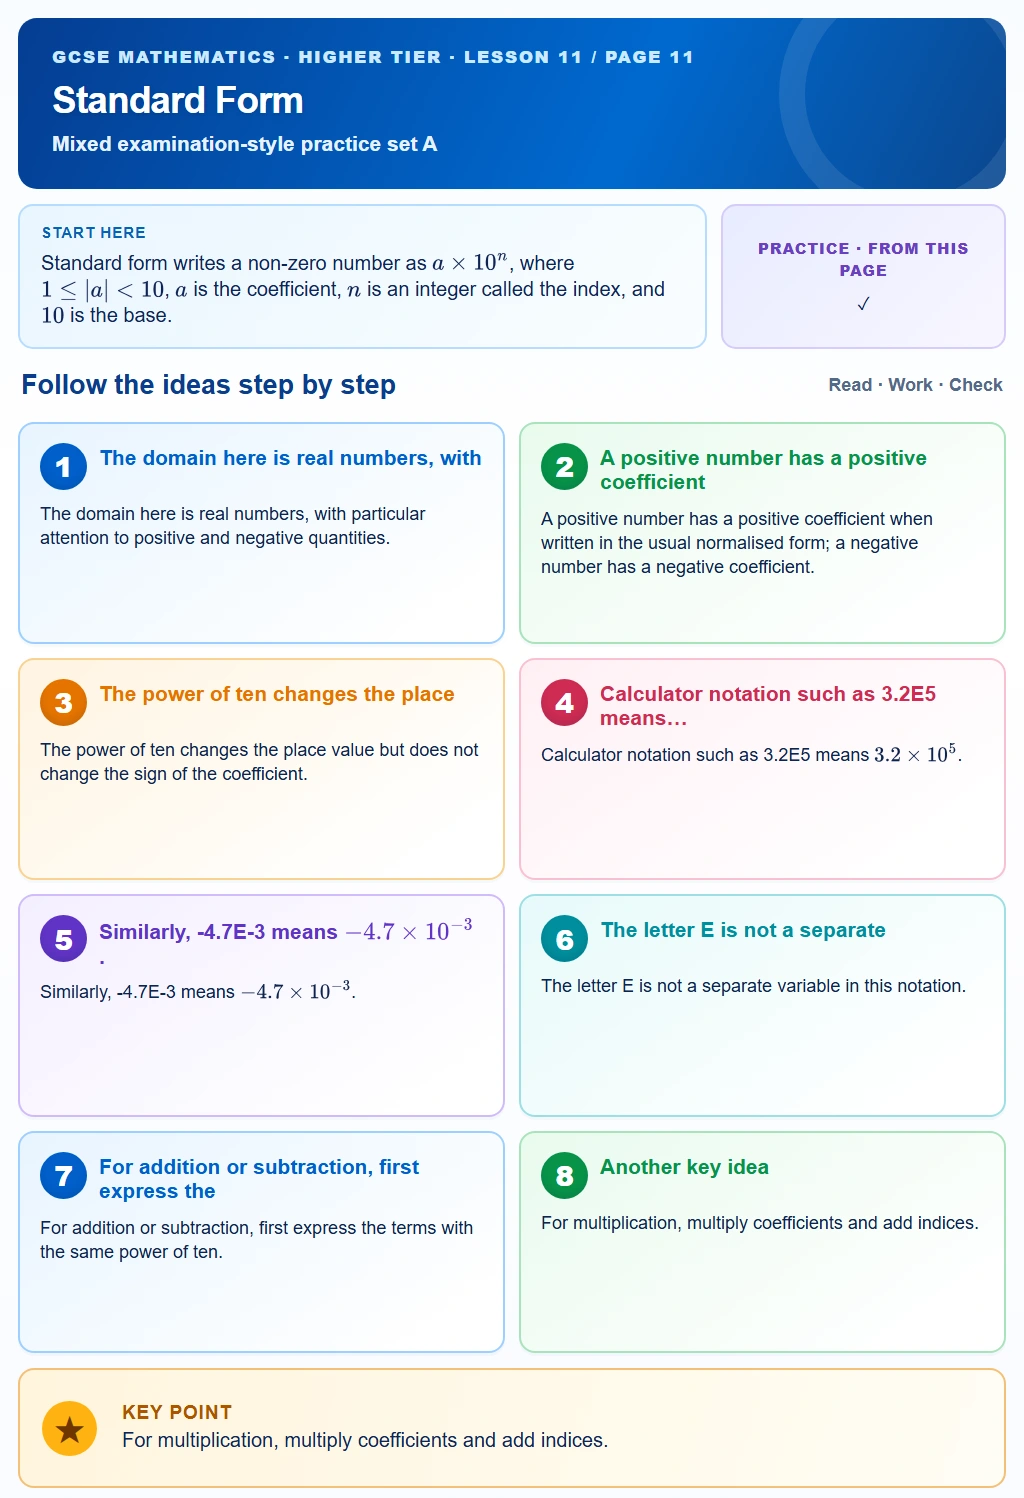 GCSE MATHEMATICS · HIGHER TIER · LESSON 11 / PAGE 11
Standard Form
Mixed examination-style practice set A
START HERE
Standard form writes a non-zero number as a × 10ⁿ, where
1 ≤ |a| < 10, a is the coefficient, n is an integer called the index, and
10 is the base.
PRACTICE · FROM THIS
PAGE
✓
Follow the ideas step by step
Read · Work · Check
1
The domain here is real numbers, with
The domain here is real numbers, with particular
attention to positive and negative quantities.
2
A positive number has a positive
coefficient
A positive number has a positive coefficient when
written in the usual normalised form; a negative
number has a negative coefficient.
3
The power of ten changes the place
The power of ten changes the place value but does not
change the sign of the coefficient.
4
Calculator notation such as 3.2E5
means…
Calculator notation such as 3.2E5 means 3.2 × 10⁵.
5
Similarly, -4.7E-3 means −4.7 × 10⁻³
.
Similarly, -4.7E-3 means −4.7 × 10⁻³.
6
The letter E is not a separate
The letter E is not a separate variable in this notation.
7
For addition or subtraction, first
express the
For addition or subtraction, first express the terms with
the same power of ten.
8
Another key idea
For multiplication, multiply coefficients and add indices.
★
KEY POINT
For multiplication, multiply coefficients and add indices.